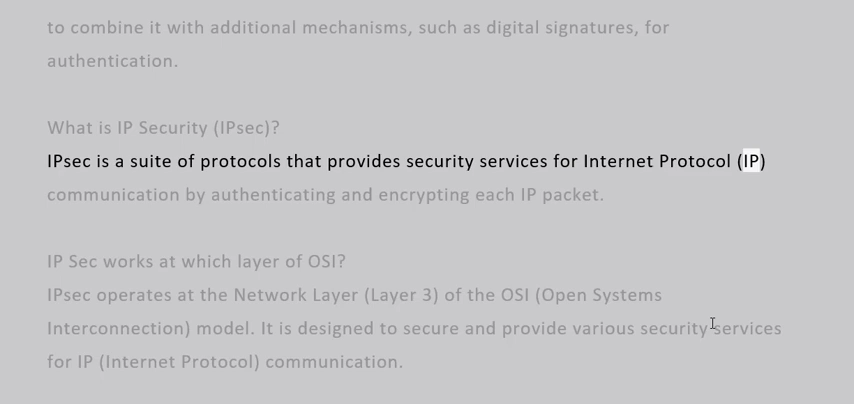 to combine it with additional mechanisms, such as digital signatures, for
authentication.
What is IP Security (IPsec)?
IPsec is a suite of protocols that provides security services for Internet Protocol (IP)
communication by authenticating and encrypting each IP packet.
IP Sec works at which layer of OSI?
IPsec operates at the Network Layer (Layer 3) of the OSI (Open Systems
Interconnection) model. It is designed to secure and provide various security services
for IP (Internet Protocol) communication.